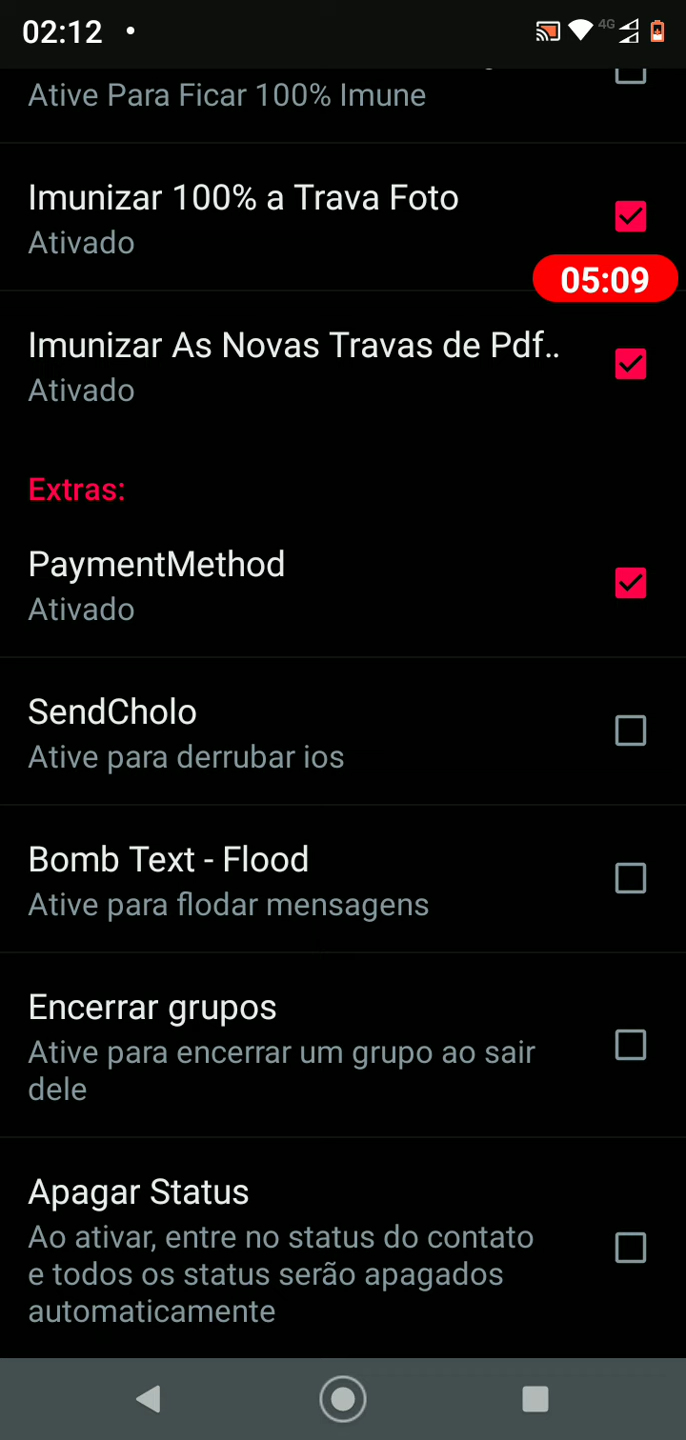 02:12
4G
Ative Para Ficar 100% Imune
Imunizar 100% a Trava Foto
Ativado
05:09
Imunizar As Novas Travas de Pdf..
Ativado
Extras:
PaymentMethod
Ativado
SendCholo
Ative para derrubar ios
Bomb Text - Flood
Ative para flodar mensagens
Encerrar grupos
Ative para encerrar um grupo ao sair
dele
Apagar Status
Ao ativar, entre no status do contato
e todos os status serão apagados
automaticamente